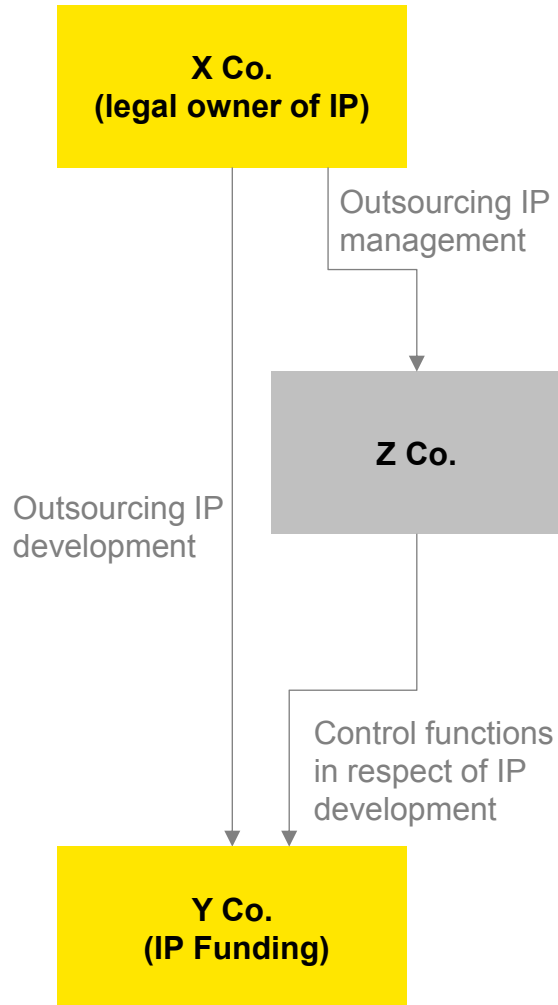 X Co.
(legal owner of IP)
Outsourcing IP
management
Z Co.
Outsourcing IP
development
Control functions
in respect of IP
development
Y Co.
(IP Funding)